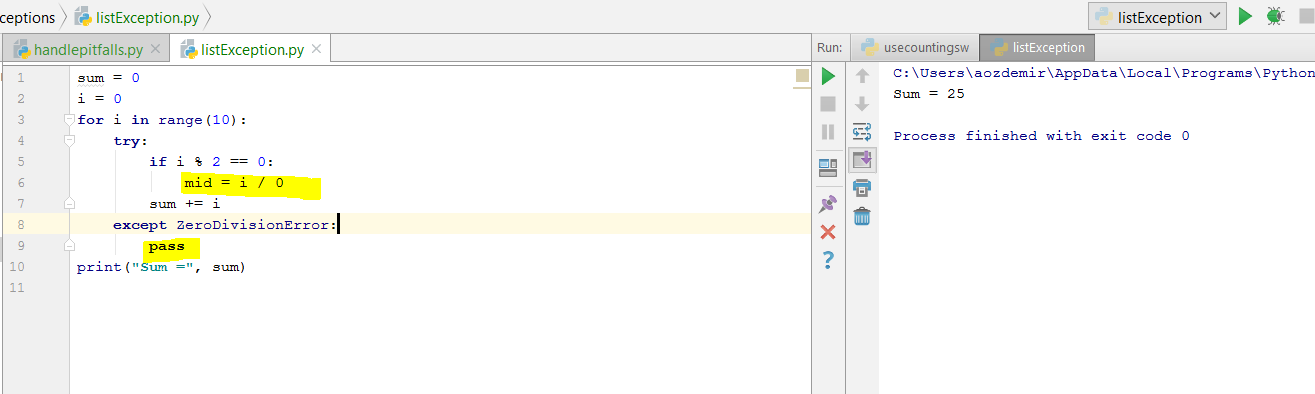 ceptions listException.py
listException
handlepitfalls.py listException.py
Run: usecountingsw listException
1 sum = 0
2 i = 0
3 for i in range(10):
4 try:
5 if i % 2 == 0:
6 mid = i / 0
7 sum += i
8 except ZeroDivisionError:
9 pass
10 print("Sum =", sum)
11
C:\Users\aozdemir\AppData\Local\Programs\Python
Sum = 25
Process finished with exit code 0